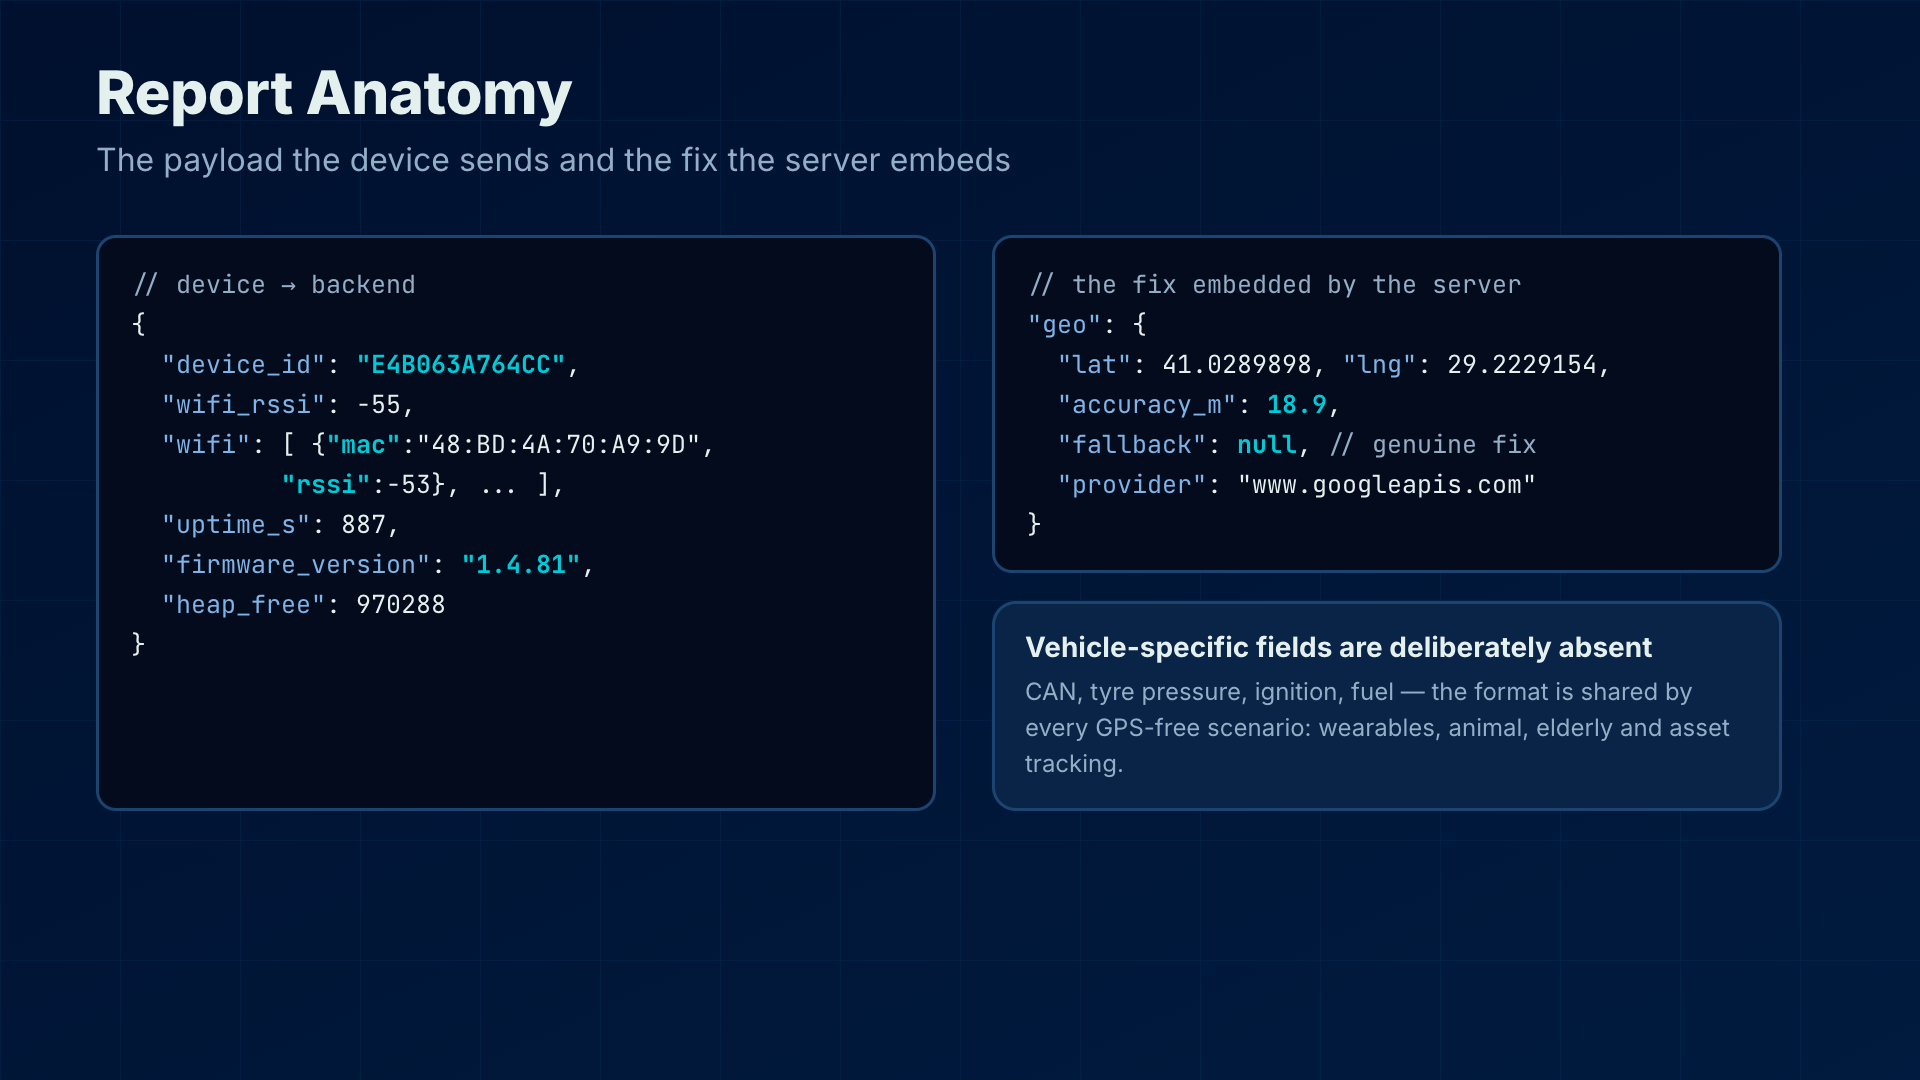 Report Anatomy
The payload the device sends and the fix the server embeds
// device → backend
{
"device_id": "E4B063A764CC",
"wifi_rssi": -55,
"wifi": [ {"mac":"48:BD:4A:70:A9:9D",
"rssi":-53}, ... ],
"uptime_s": 887,
"firmware_version": "1.4.81",
"heap_free": 970288
}
// the fix embedded by the server
"geo": {
"lat": 41.0289898, "lng": 29.2229154,
"accuracy_m": 18.9,
"fallback": null, // genuine fix
"provider": "www.googleapis.com"
}
Vehicle-specific fields are deliberately absent
CAN, tyre pressure, ignition, fuel — the format is shared by
every GPS-free scenario: wearables, animal, elderly and asset
tracking.